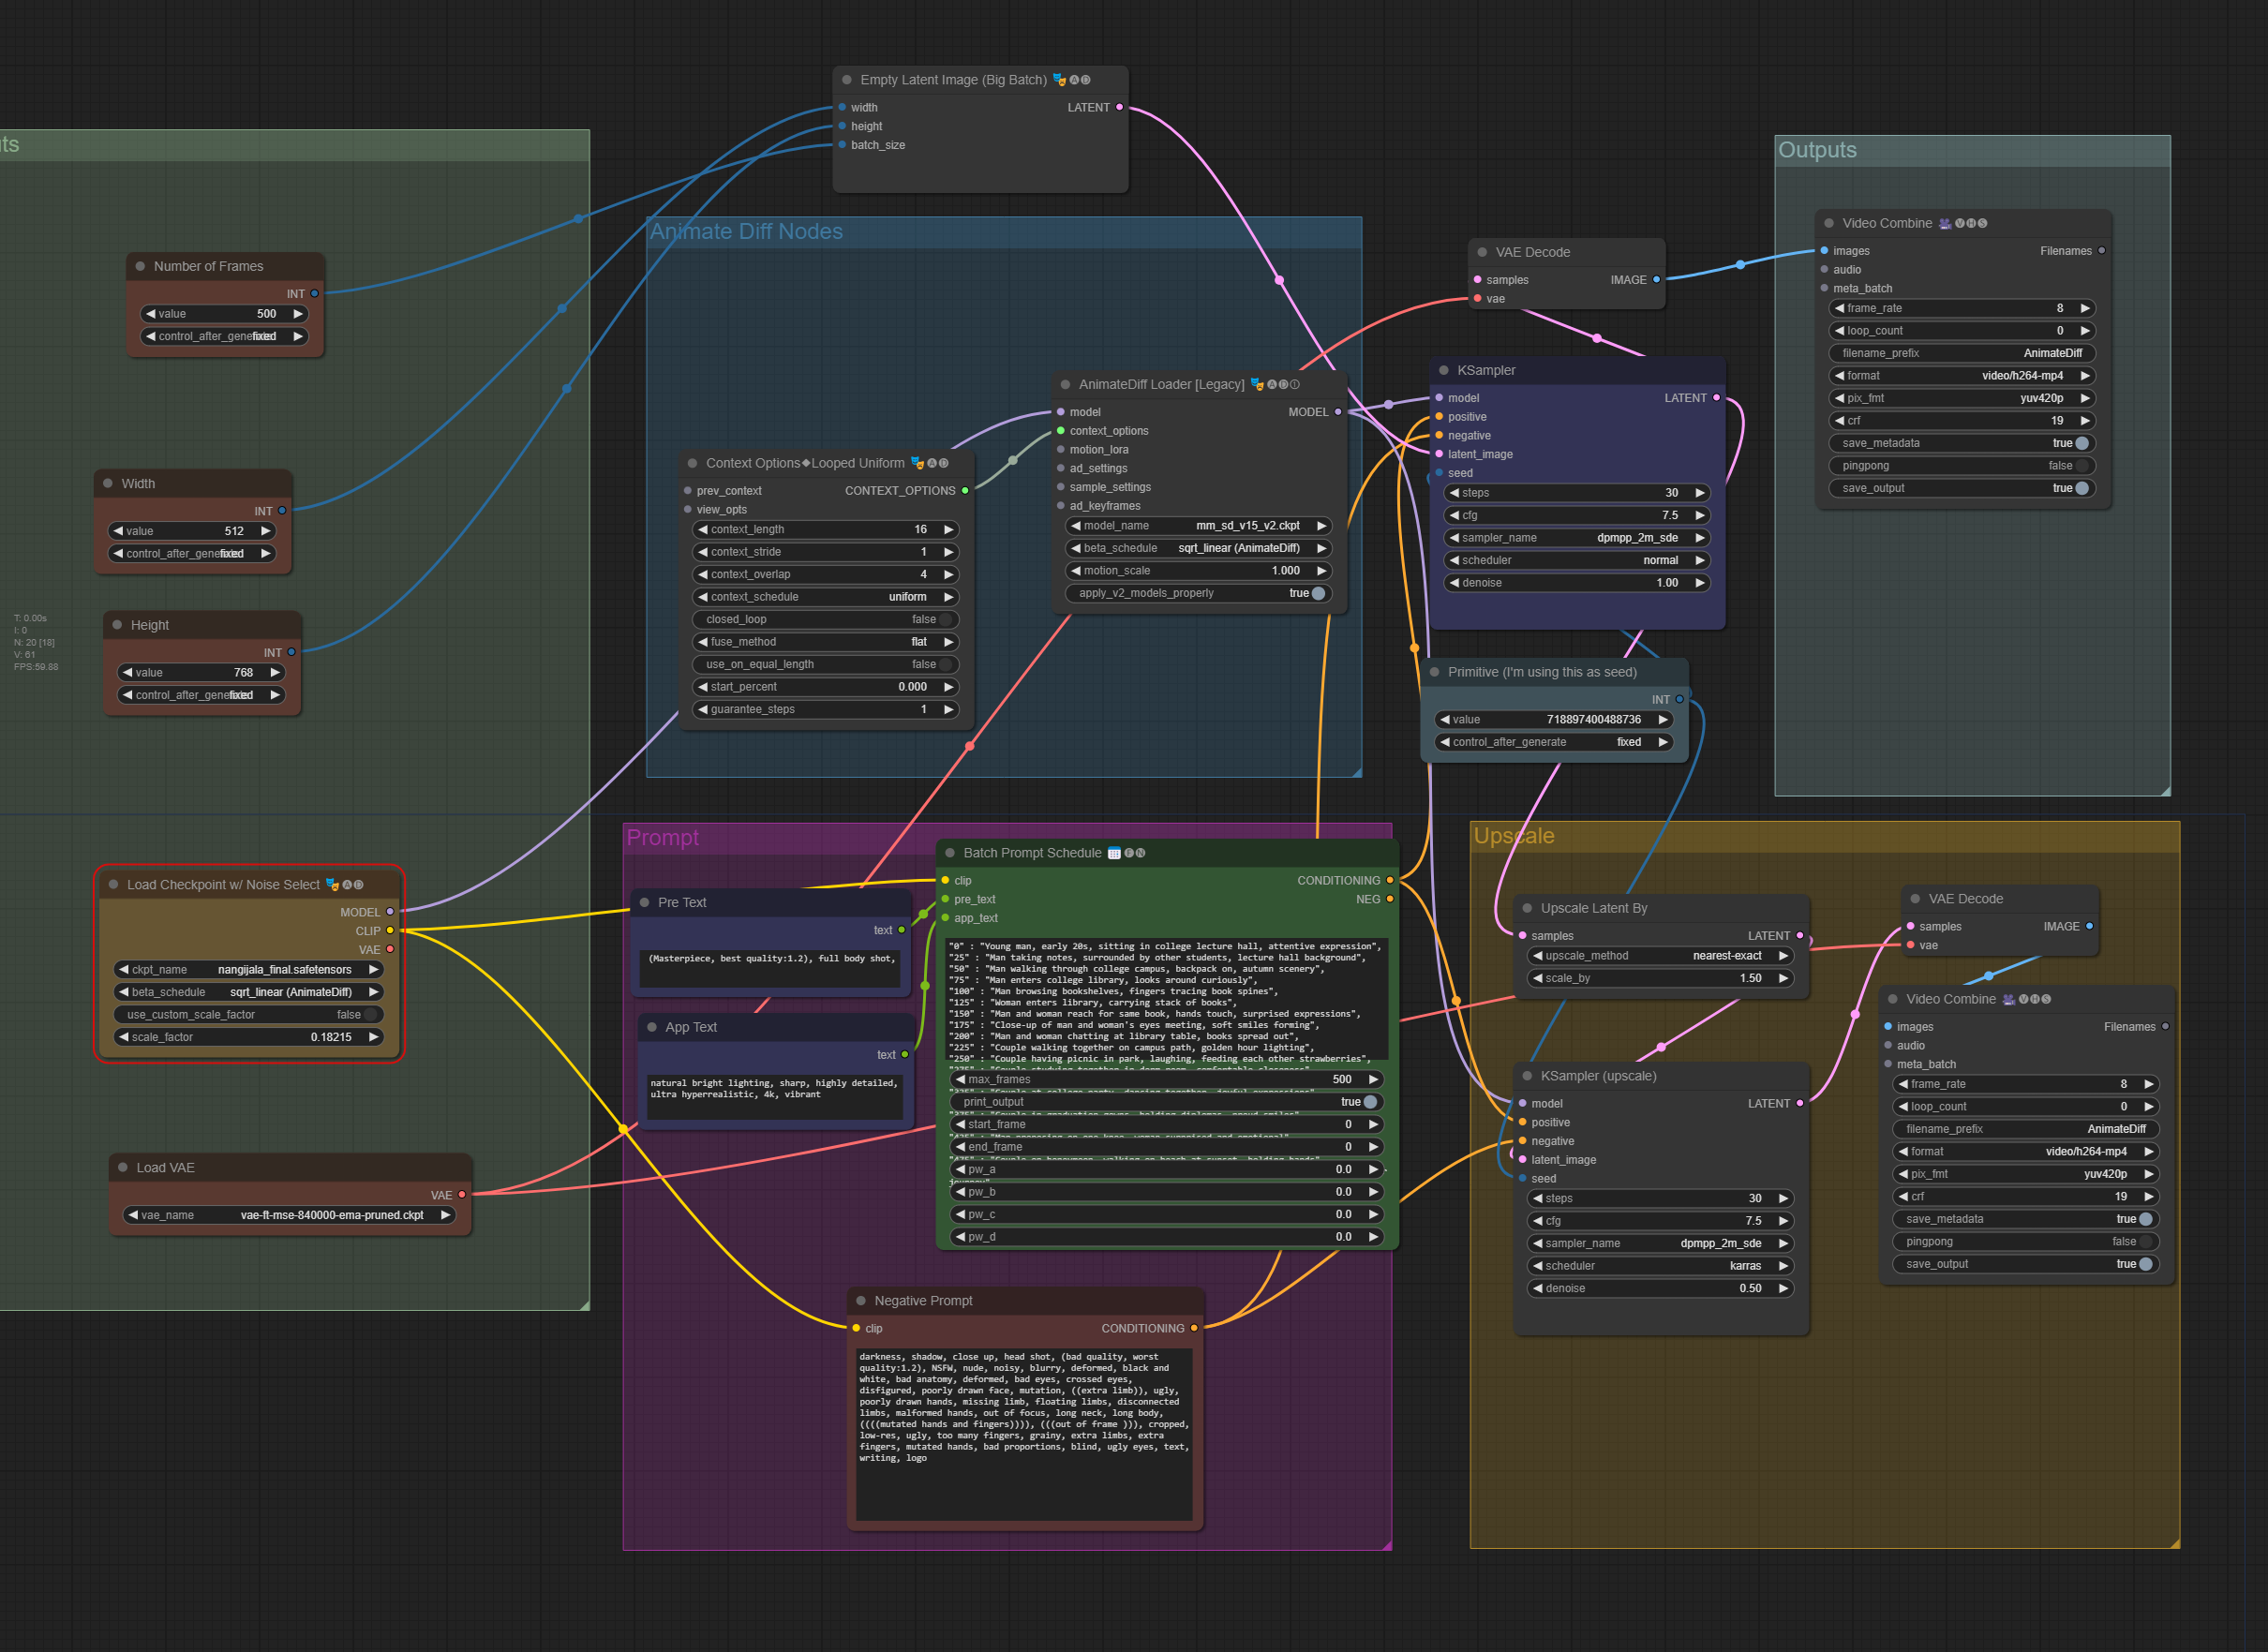 Empty Latent Image (Big Batch)
width LATENT
height
batch_size
ts
Number of Frames
INT
value 500
control_after_gene fixed
Width
INT
value 512
control_after_gene fixed
Height
INT
value 768
control_after_gene fixed
T: 0.00s
I: 0
N: 20 [18]
V: 61
FPS:59.88
Load Checkpoint w/ Noise Select
MODEL
CLIP
VAE
ckpt_name nangijala_final.safetensors
beta_schedule sqrt_linear (AnimateDiff)
use_custom_scale_factor false
scale_factor 0.18215
Load VAE
VAE
vae_name vae-ft-mse-840000-ema-pruned.ckpt
Animate Diff Nodes
Context Options◆Looped Uniform
prev_context CONTEXT_OPTIONS
view_opts
context_length 16
context_stride 1
context_overlap 4
context_schedule uniform
closed_loop false
fuse_method flat
use_on_equal_length false
start_percent 0.000
guarantee_steps 1
AnimateDiff Loader [Legacy]
model MODEL
context_options
motion_lora
ad_settings
sample_settings
ad_keyframes
model_name mm_sd_v15_v2.ckpt
beta_schedule sqrt_linear (AnimateDiff)
motion_scale 1.000
apply_v2_models_properly true
VAE Decode
samples IMAGE
vae
KSampler
model LATENT
positive
negative
latent_image
seed
steps 30
cfg 7.5
sampler_name dpmpp_2m_sde
scheduler normal
denoise 1.00
Primitive (I'm using this as seed)
INT
value 718897400488736
control_after_generate fixed
Outputs
Video Combine
images Filenames
audio
meta_batch
frame_rate 8
loop_count 0
filename_prefix AnimateDiff
format video/h264-mp4
pix_fmt yuv420p
crf 19
save_metadata true
pingpong false
save_output true
Prompt
Pre Text
text
(Masterpiece, best quality:1.2), full body shot,
App Text
text
natural bright lighting, sharp, highly detailed,
ultra hyperrealistic, 4k, vibrant
Batch Prompt Schedule
clip CONDITIONING
pre_text NEG
app_text
"0" : "Young man, early 20s, sitting in college lecture hall, attentive expression",
"25" : "Man taking notes, surrounded by other students, lecture hall background",
"50" : "Man walking through college campus, backpack on, autumn scenery",
"75" : "Man enters college library, looks around curiously",
"100" : "Man browsing bookshelves, fingers tracing book spines",
"125" : "Woman enters library, carrying stack of books",
"150" : "Man and woman reach for same book, hands touch, surprised expressions",
"175" : "Close-up of man and woman's eyes meeting, soft smiles forming",
"200" : "Man and woman chatting at library table, books spread out",
"225" : "Couple walking together on campus path, golden hour lighting",
"250" : "Couple having picnic in park, laughing, feeding each other strawberries",
max_frames 500
print_output true
start_frame 0
end_frame 0
pw_a 0.0
pw_b 0.0
pw_c 0.0
pw_d 0.0
Negative Prompt
clip CONDITIONING
darkness, shadow, close up, head shot, (bad quality, worst
quality:1.2), NSFW, nude, noisy, blurry, deformed, black and
white, bad anatomy, deformed, bad eyes, crossed eyes,
disfigured, poorly drawn face, mutation, ((extra limb)), ugly,
poorly drawn hands, missing limb, floating limbs, disconnected
limbs, malformed hands, out of focus, long neck, long body,
((((mutated hands and fingers)))), (((out of frame ))), cropped,
low-res, ugly, too many fingers, grainy, extra limbs, extra
fingers, mutated hands, bad proportions, blind, ugly eyes, text,
writing, logo
Upscale
Upscale Latent By
samples LATENT
upscale_method nearest-exact
scale_by 1.50
VAE Decode
samples IMAGE
vae
KSampler (upscale)
model LATENT
positive
negative
latent_image
seed
steps 30
cfg 7.5
sampler_name dpmpp_2m_sde
scheduler karras
denoise 0.50
Video Combine
images Filenames
audio
meta_batch
frame_rate 8
loop_count 0
filename_prefix AnimateDiff
format video/h264-mp4
pix_fmt yuv420p
crf 19
save_metadata true
pingpong false
save_output true